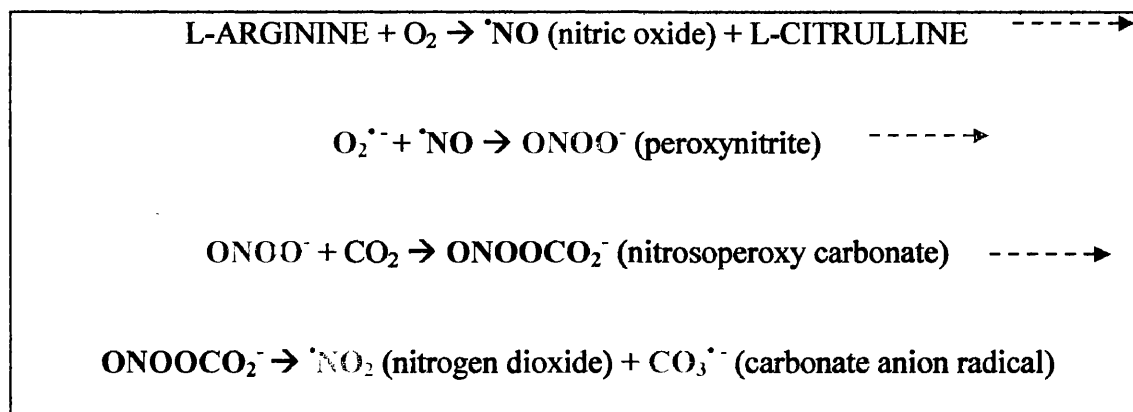 L-ARGININE + O₂ → •NO (nitric oxide) + L-CITRULLINE
O₂•⁻ + •NO → ONOO⁻ (peroxynitrite)
ONOO⁻ + CO₂ → ONOOCO₂⁻ (nitrosoperoxy carbonate)
ONOOCO₂⁻ → •NO₂ (nitrogen dioxide) + CO₃•⁻ (carbonate anion radical)